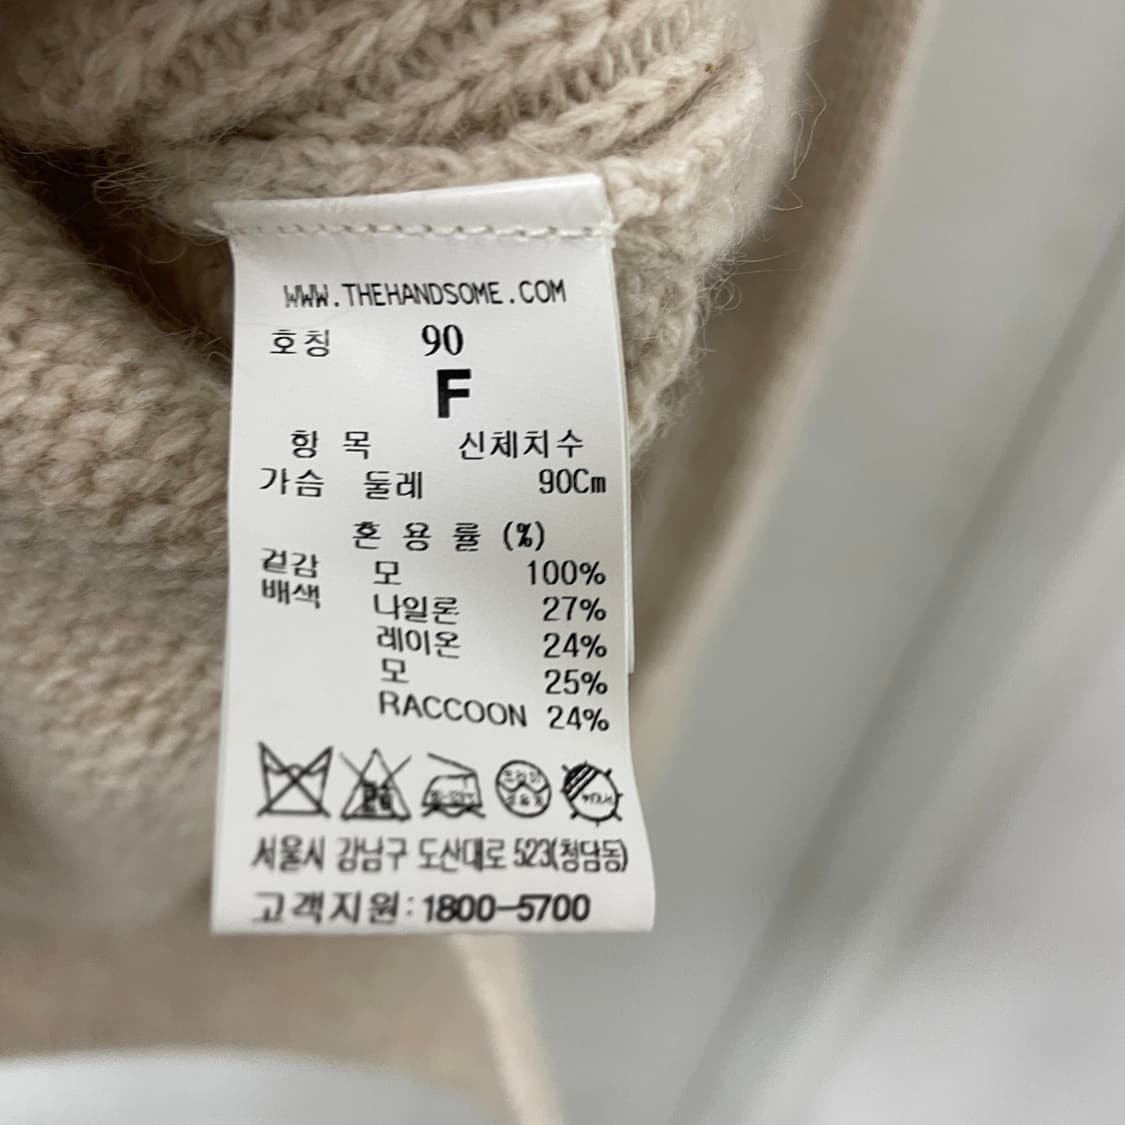 WWW.THEHANDSOME.COM
호칭 90
F
항 목 신체치수
가슴 둘레 90Cm
혼 용 률 (%)
겉감 모 100%
배색 나일론 27%
레이온 24%
모 25%
RACCOON 24%
서울시 강남구 도산대로 523(청담동)
고객지원:1800-5700